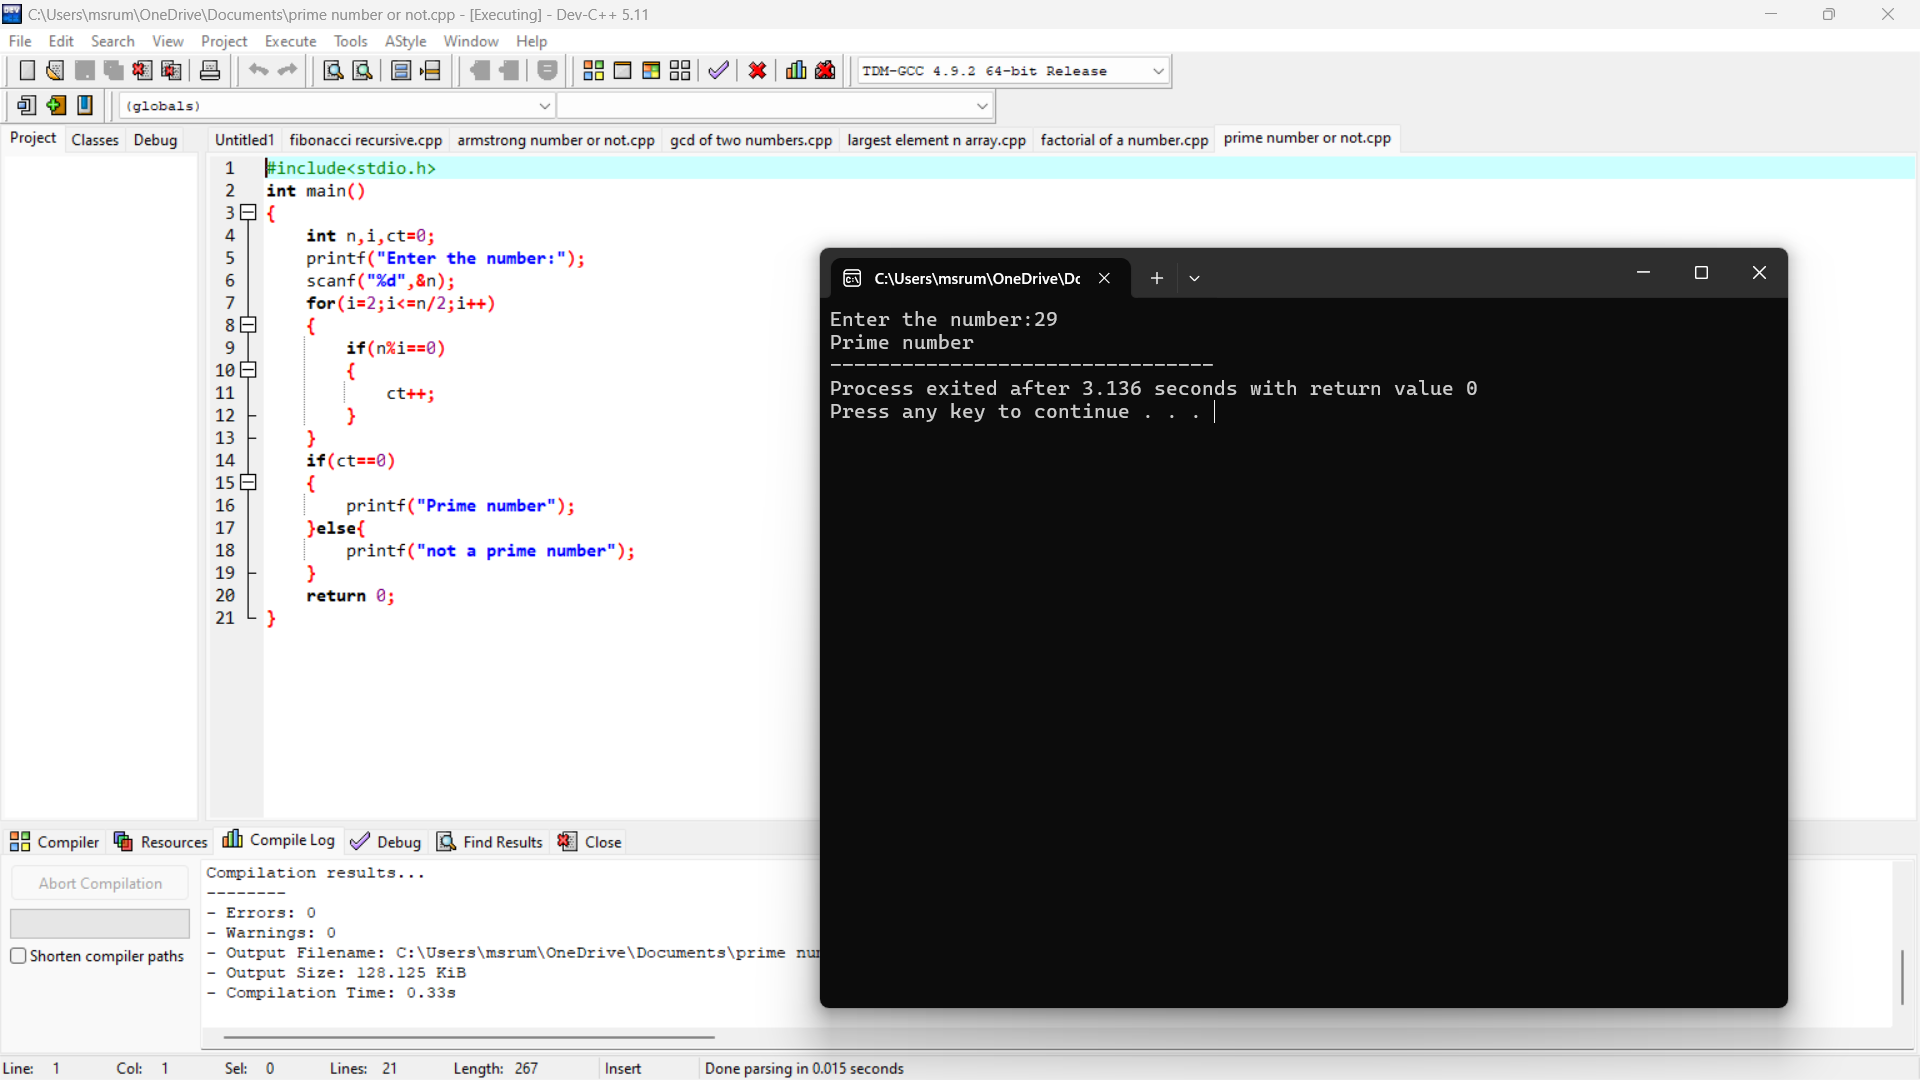 C:\Users\msrum\OneDrive\Documents\prime number or not.cpp - [Executing] - Dev-C++ 5.11
File Edit Search View Project Execute Tools AStyle Window Help
TDM-GCC 4.9.2 64-bit Release
(globals)
Project Classes Debug
Untitled1 fibonacci recursive.cpp armstrong number or not.cpp gcd of two numbers.cpp largest element n array.cpp factorial of a number.cpp prime number or not.cpp
1 #include<stdio.h>
2 int main()
3 {
4 int n,i,ct=0;
5 printf("Enter the number:");
6 scanf("%d",&n);
7 for(i=2;i<=n/2;i++)
8 {
9 if(n%i==0)
10 {
11 ct++;
12 }
13 }
14 if(ct==0)
15 {
16 printf("Prime number");
17 }else{
18 printf("not a prime number");
19 }
20 return 0;
21 }
C:\Users\msrum\OneDrive\Dc
Enter the number:29
Prime number
--------------------------------
Process exited after 3.136 seconds with return value 0
Press any key to continue . . .
Compiler Resources Compile Log Debug Find Results Close
Abort Compilation
Shorten compiler paths
Compilation results...
--------
- Errors: 0
- Warnings: 0
- Output Filename: C:\Users\msrum\OneDrive\Documents\prime nu
- Output Size: 128.125 KiB
- Compilation Time: 0.33s
Line: 1 Col: 1 Sel: 0 Lines: 21 Length: 267 Insert Done parsing in 0.015 seconds